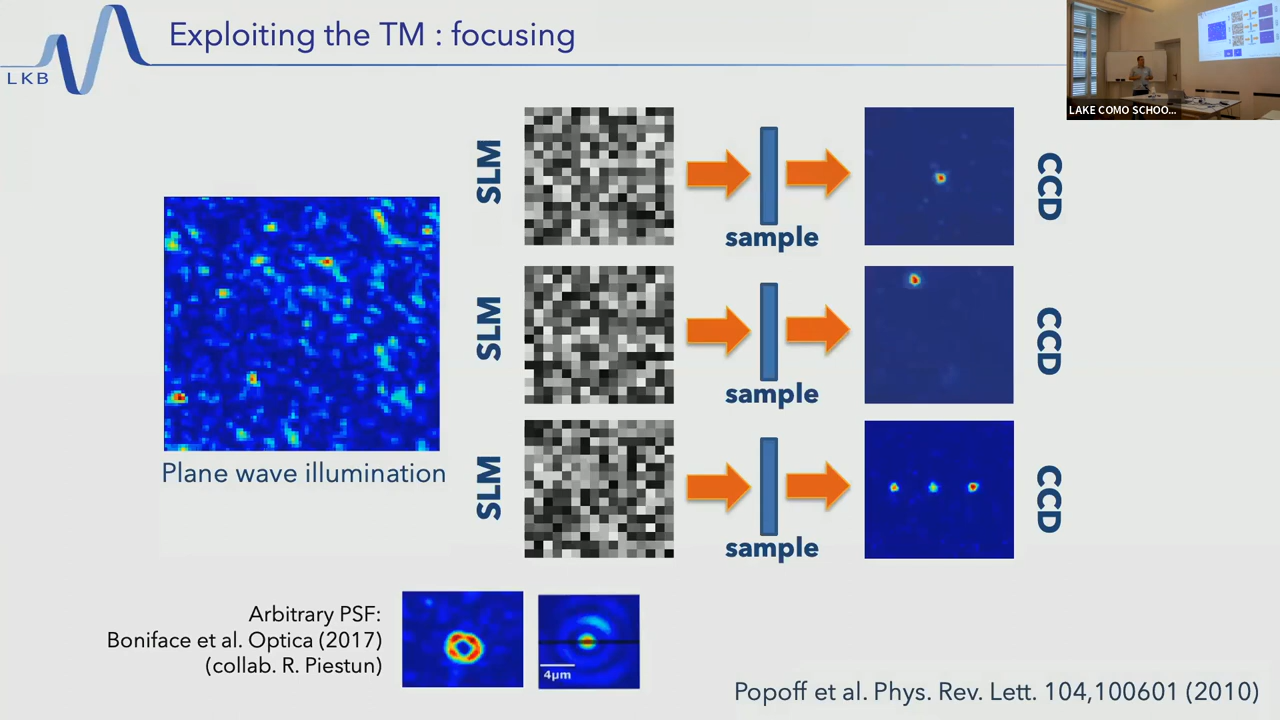 Exploiting the TM : focusing
LKB
LAKE COMO SCHOO...
SLM
sample
CCD
SLM
sample
CCD
Plane wave illumination
SLM
sample
CCD
Arbitrary PSF:
Boniface et al. Optica (2017)
(collab. R. Piestun)
4μm
Popoff et al. Phys. Rev. Lett. 104,100601 (2010)